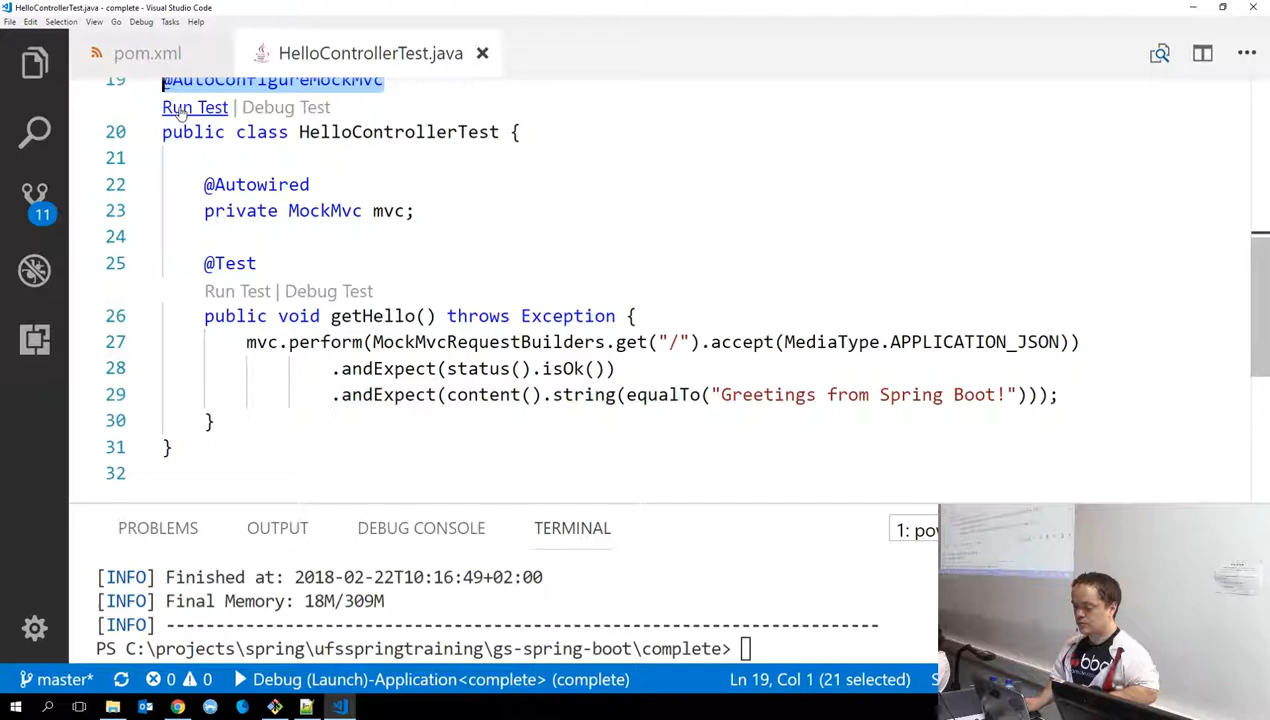 HelloControllerTest.java - complete - Visual Studio Code
File Edit Selection View Go Debug Tasks Help
pom.xml HelloControllerTest.java
19 @AutoConfigureMockMvc
Run Test | Debug Test
20 public class HelloControllerTest {
21
22 @Autowired
23 private MockMvc mvc;
24
25 @Test
Run Test | Debug Test
26 public void getHello() throws Exception {
27 mvc.perform(MockMvcRequestBuilders.get("/").accept(MediaType.APPLICATION_JSON))
28 .andExpect(status().isOk())
29 .andExpect(content().string(equalTo("Greetings from Spring Boot!")));
30 }
31 }
32
11
PROBLEMS OUTPUT DEBUG CONSOLE TERMINAL 1: pow
[INFO] Finished at: 2018-02-22T10:16:49+02:00
[INFO] Final Memory: 18M/309M
[INFO] ------------------------------------------------------------------------
PS C:\projects\spring\ufsspringtraining\gs-spring-boot\complete>
master* 0 0 Debug (Launch)-Application<complete> (complete) Ln 19, Col 1 (21 selected) S
bbd